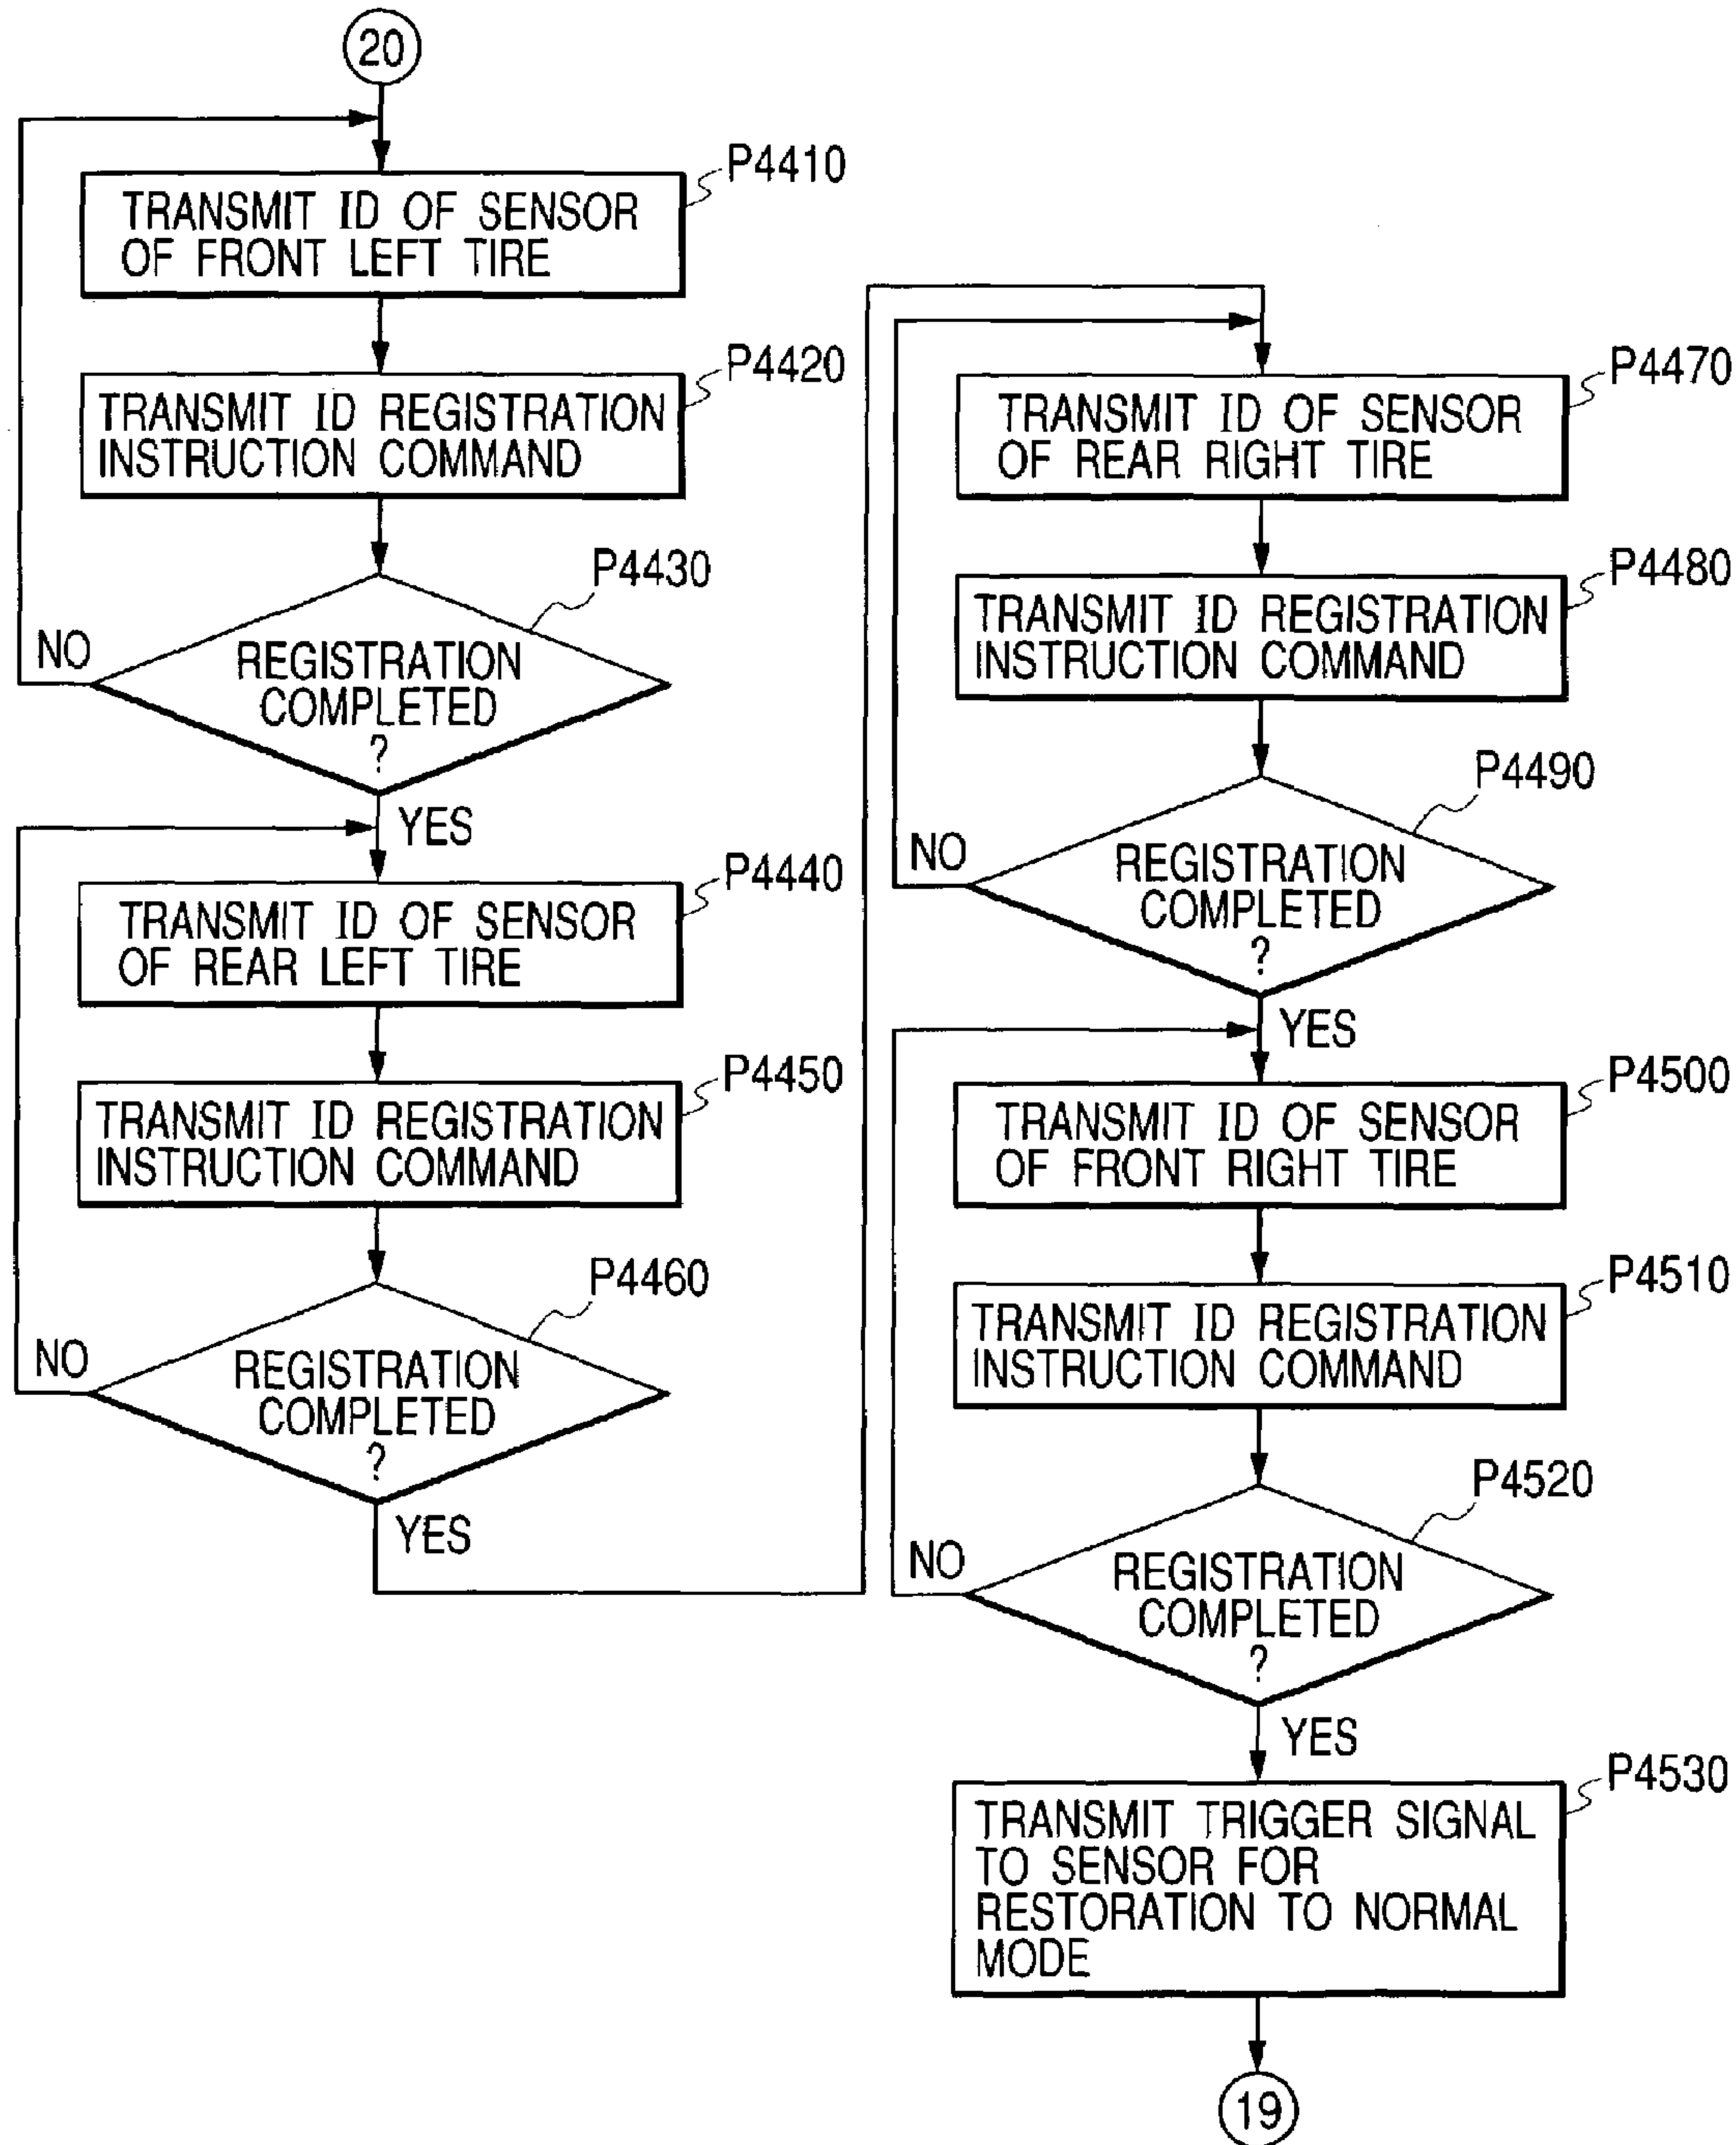 20
P4410
TRANSMIT ID OF SENSOR
OF FRONT LEFT TIRE
P4420
TRANSMIT ID REGISTRATION
INSTRUCTION COMMAND
P4430
NO
REGISTRATION
COMPLETED
?
YES
P4440
TRANSMIT ID OF SENSOR
OF REAR LEFT TIRE
P4450
TRANSMIT ID REGISTRATION
INSTRUCTION COMMAND
P4460
NO
REGISTRATION
COMPLETED
?
YES
P4470
TRANSMIT ID OF SENSOR
OF REAR RIGHT TIRE
P4480
TRANSMIT ID REGISTRATION
INSTRUCTION COMMAND
P4490
NO
REGISTRATION
COMPLETED
?
YES
P4500
TRANSMIT ID OF SENSOR
OF FRONT RIGHT TIRE
P4510
TRANSMIT ID REGISTRATION
INSTRUCTION COMMAND
P4520
NO
REGISTRATION
COMPLETED
?
YES
P4530
TRANSMIT TRIGGER SIGNAL
TO SENSOR FOR
RESTORATION TO NORMAL
MODE
19